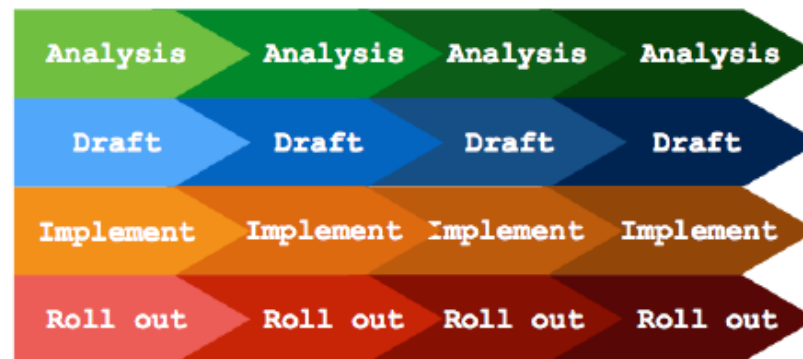 Analysis Analysis Analysis Analysis
Draft Draft Draft Draft
Implement Implement Implement Implement
Roll out Roll out Roll out Roll out